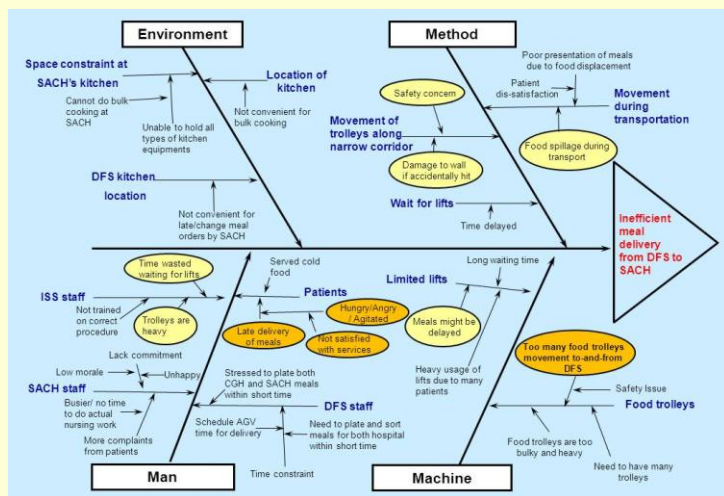 Environment
Method
Space constraint at
SACH's kitchen
Cannot do bulk
cooking at
SACH
Unable to hold all
types of kitchen
equipments
Location of
kitchen
Not convenient for
bulk cooking
DFS kitchen
location
Not convenient for
late/change meal
orders by SACH
Poor presentation of meals
due to food displacement
Patient
dis-satisfaction
Movement
during
transportation
Food spillage during
transport
Safety concern
Movement of
trolleys along
narrow corridor
Damage to wall
if accidentally hit
Wait for lifts
Time delayed
Inefficient
meal
delivery
from DFS to
SACH
Time wasted
waiting for lifts
ISS staff
Not trained
on correct
procedure
Trolleys are
heavy
Served cold
food
Patients
Hungry/Angry
/ Agitated
Late delivery
of meals
Not satisfied
with services
Lack commitment
Low morale
Unhappy
SACH staff
Busier/ no time
to do actual
nursing work
More complaints
from patients
Stressed to plate both
CGH and SACH meals
within short time
DFS staff
Schedule AGV
time for delivery
Need to plate and sort
meals for both hospital
within short time
Time constraint
Long waiting time
Limited lifts
Meals might be
delayed
Heavy usage of
lifts due to many
patients
Too many food trolleys
movement to-and-from
DFS
Safety Issue
Food trolleys
Food trolleys are too
bulky and heavy
Need to have many
trolleys
Man
Machine